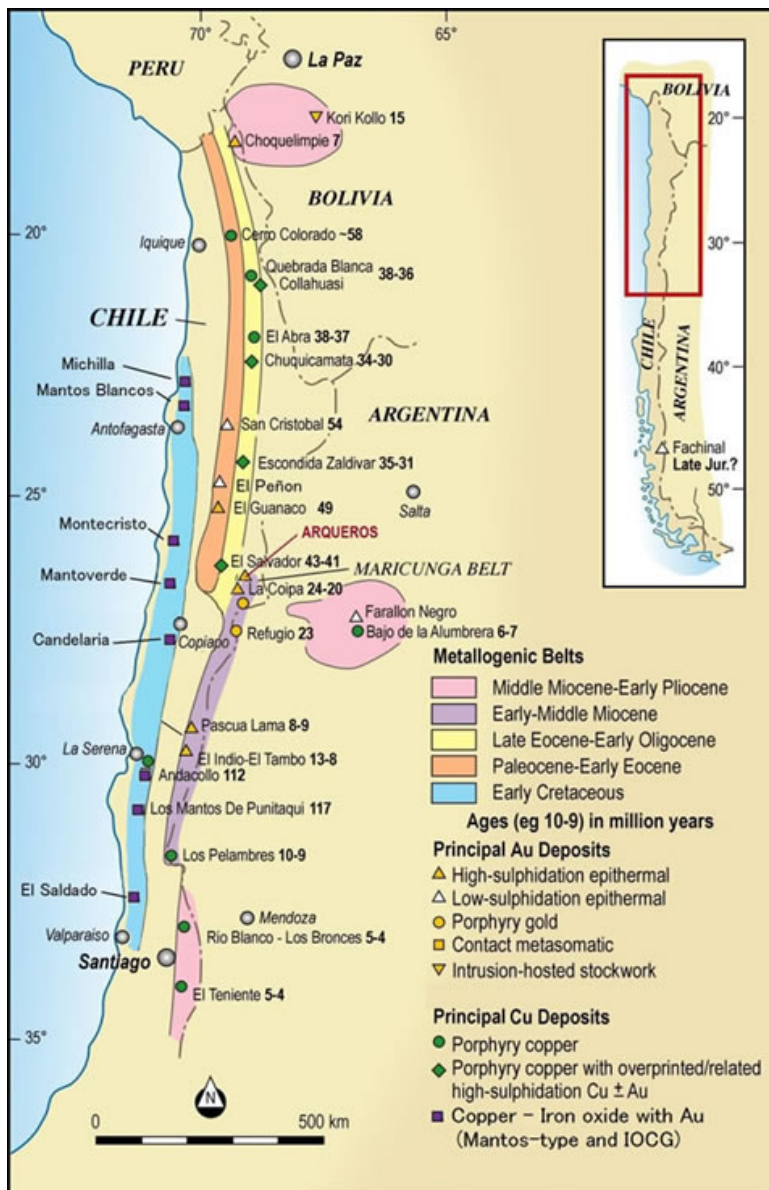 70°
65°
PERU
La Paz
Kori Kollo 15
Choquelimpie 7
BOLIVIA
20°
Iquique
Cerro Colorado ~58
Quebrada Blanca
38-36
Collahuasi
CHILE
El Abra 38-37
Michilla
Chuquicamata 34-30
Mantos Blancos
ARGENTINA
Antofagasta
San Cristobal 54
Escondida Zaldivar 35-31
El Peñon
25°
El Guanaco 49
Salta
Montecristo
ARQUEROS
El Salvador 43-41
MARICUNGA BELT
Mantoverde
La Coipa 24-20
Farallon Negro
Candelaria
Copiapo
Refugio 23
Bajo de la Alumbrera 6-7
Pascua Lama 8-9
La Serena
El Indio-El Tambo 13-8
30°
Andacollo 112
Los Mantos De Punitaqui 117
Los Pelambres 10-9
El Saldado
Mendoza
Valparaiso
Rio Blanco - Los Bronces 5-4
Santiago
El Teniente 5-4
35°
N
0
500 km
BOLIVIA
20°
30°
CHILE
ARGENTINA
40°
Fachinal
Late Jur.?
50°
Metallogenic Belts
Middle Miocene-Early Pliocene
Early-Middle Miocene
Late Eocene-Early Oligocene
Paleocene-Early Eocene
Early Cretaceous
Ages (eg 10-9) in million years
Principal Au Deposits
High-sulphidation epithermal
Low-sulphidation epithermal
Porphyry gold
Contact metasomatic
Intrusion-hosted stockwork
Principal Cu Deposits
Porphyry copper
Porphyry copper with overprinted/related
high-sulphidation Cu ± Au
Copper - Iron oxide with Au
(Mantos-type and IOCG)